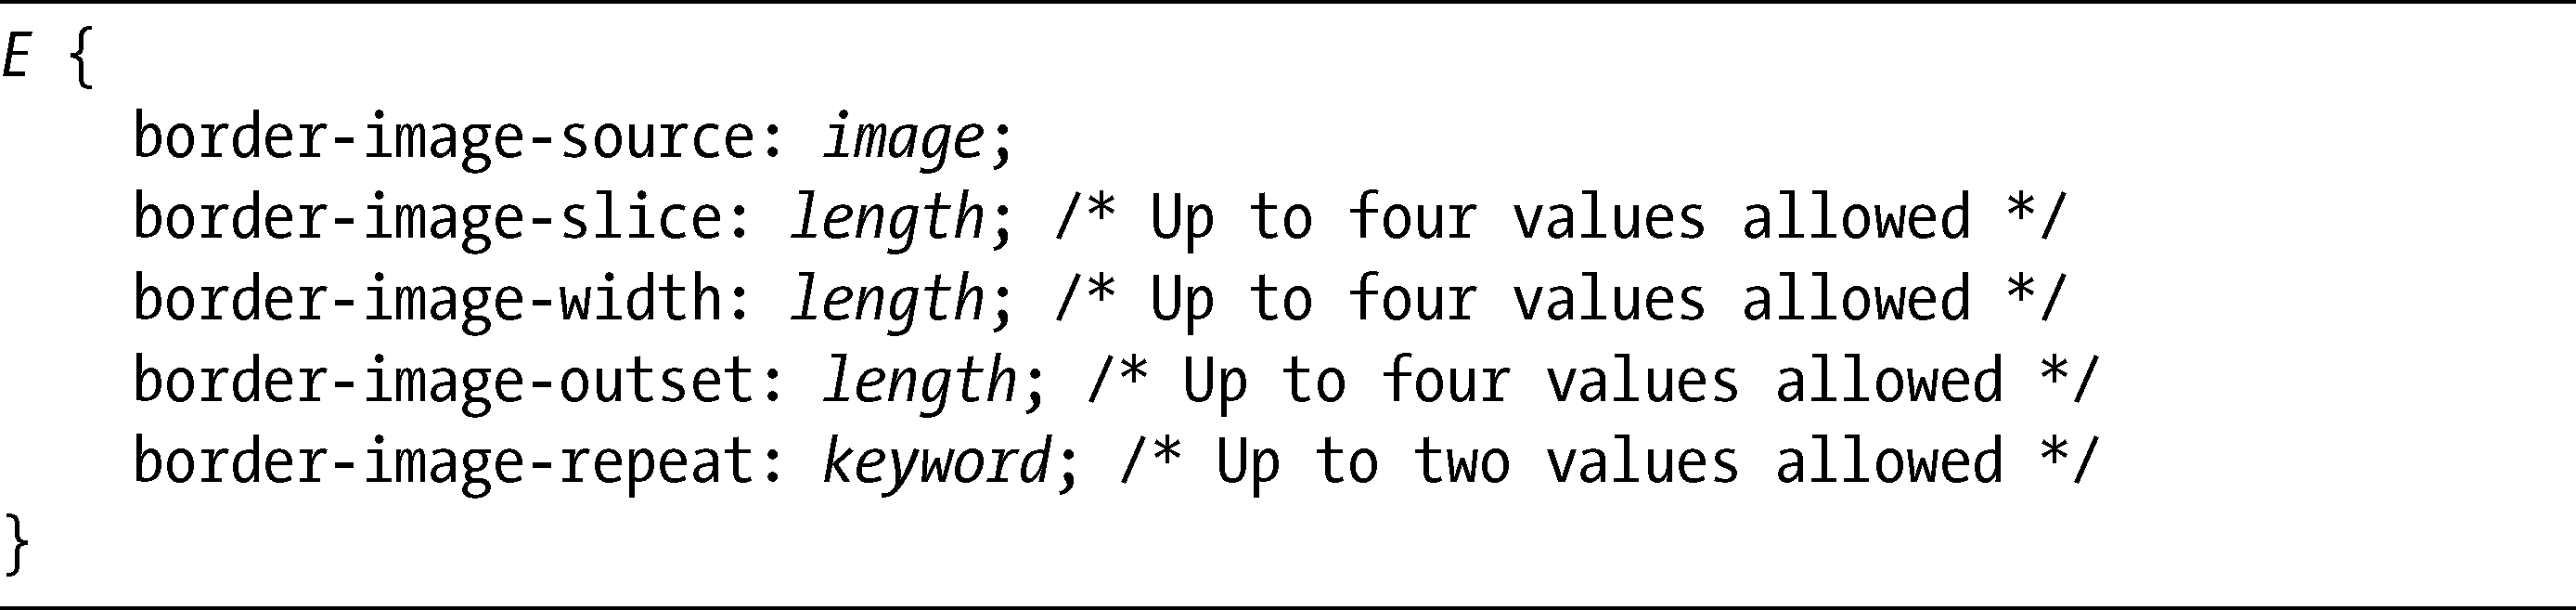 E {
    border-image-source: image;
    border-image-slice: length; /* Up to four values allowed */
    border-image-width: length; /* Up to four values allowed */
    border-image-outset: length; /* Up to four values allowed */
    border-image-repeat: keyword; /* Up to two values allowed */
}